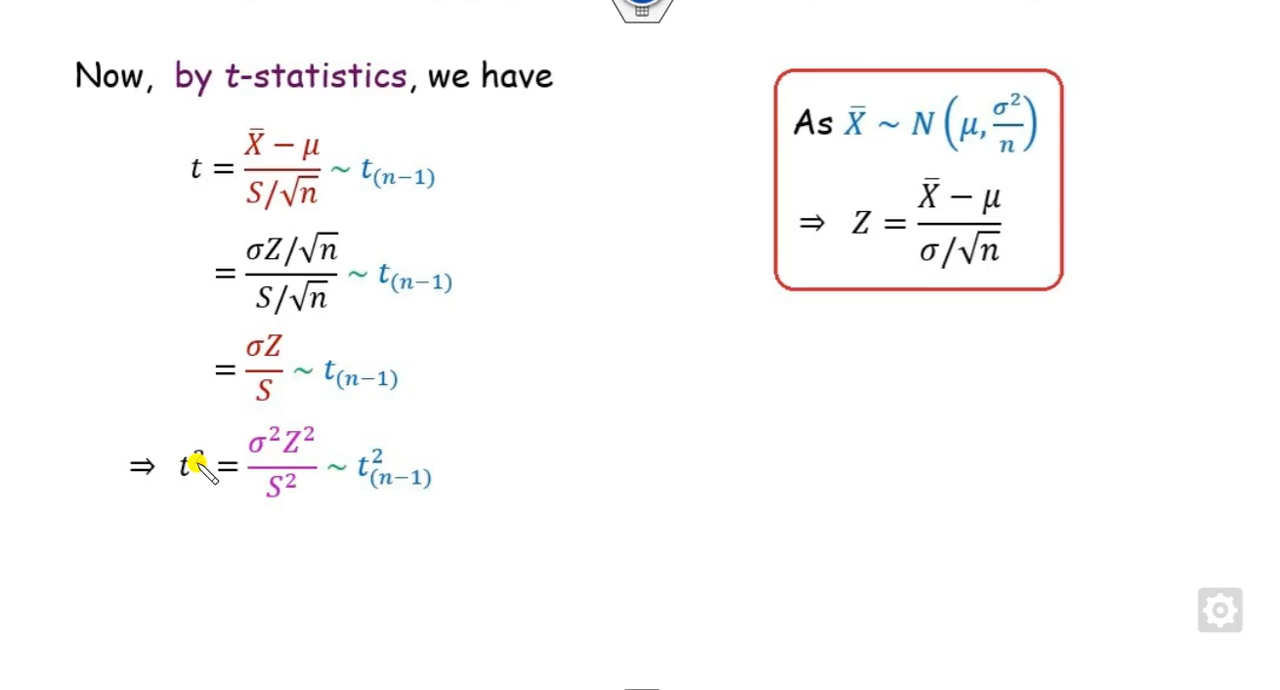 Now, by t-statistics, we have
t = (X̄ − μ)/(S/√n) ~ t₍ₙ₋₁₎
= (σZ/√n)/(S/√n) ~ t₍ₙ₋₁₎
= σZ/S ~ t₍ₙ₋₁₎
⇒ t² = σ²Z²/S² ~ t²₍ₙ₋₁₎
As X̄ ~ N(μ, σ²/n)
⇒ Z = (X̄ − μ)/(σ/√n)